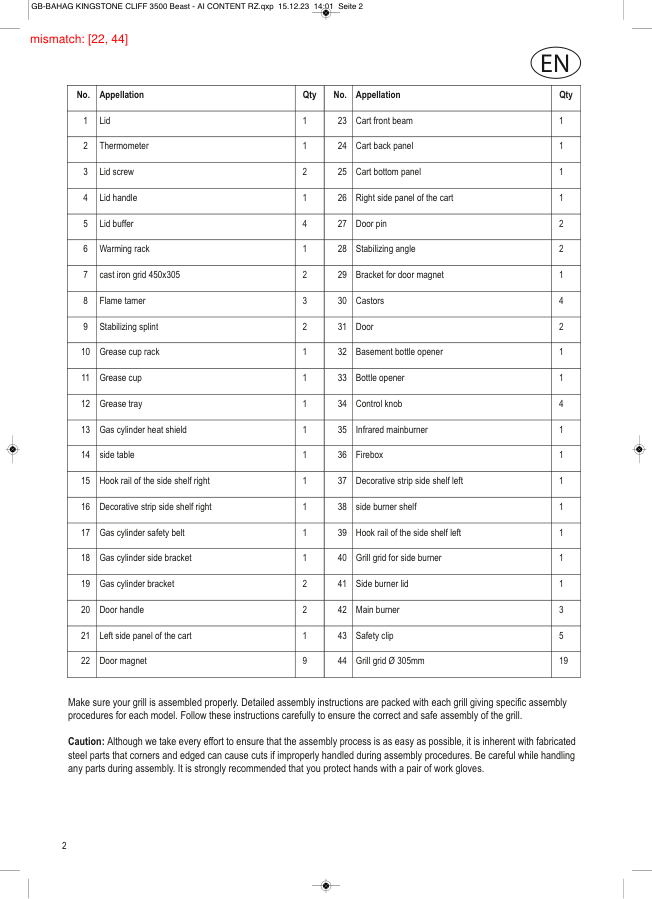 GB-BAHAG KINGSTONE CLIFF 3500 Beast - AI CONTENT RZ.qxp  15.12.23  14:01  Seite 2
mismatch: [22, 44]
EN
No. Appellation Qty No. Appellation Qty
1 Lid 1 23 Cart front beam 1
2 Thermometer 1 24 Cart back panel 1
3 Lid screw 2 25 Cart bottom panel 1
4 Lid handle 1 26 Right side panel of the cart 1
5 Lid buffer 4 27 Door pin 2
6 Warming rack 1 28 Stabilizing angle 2
7 cast iron grid 450x305 2 29 Bracket for door magnet 1
8 Flame tamer 3 30 Castors 4
9 Stabilizing splint 2 31 Door 2
10 Grease cup rack 1 32 Basement bottle opener 1
11 Grease cup 1 33 Bottle opener 1
12 Grease tray 1 34 Control knob 4
13 Gas cylinder heat shield 1 35 Infrared mainburner 1
14 side table 1 36 Firebox 1
15 Hook rail of the side shelf right 1 37 Decorative strip side shelf left 1
16 Decorative strip side shelf right 1 38 side burner shelf 1
17 Gas cylinder safety belt 1 39 Hook rail of the side shelf left 1
18 Gas cylinder side bracket 1 40 Grill grid for side burner 1
19 Gas cylinder bracket 2 41 Side burner lid 1
20 Door handle 2 42 Main burner 3
21 Left side panel of the cart 1 43 Safety clip 5
22 Door magnet 9 44 Grill grid Ø 305mm 19
Make sure your grill is assembled properly. Detailed assembly instructions are packed with each grill giving specific assembly
procedures for each model. Follow these instructions carefully to ensure the correct and safe assembly of the grill.
Caution: Although we take every effort to ensure that the assembly process is as easy as possible, it is inherent with fabricated
steel parts that corners and edged can cause cuts if improperly handled during assembly procedures. Be careful while handling
any parts during assembly. It is strongly recommended that you protect hands with a pair of work gloves.
2